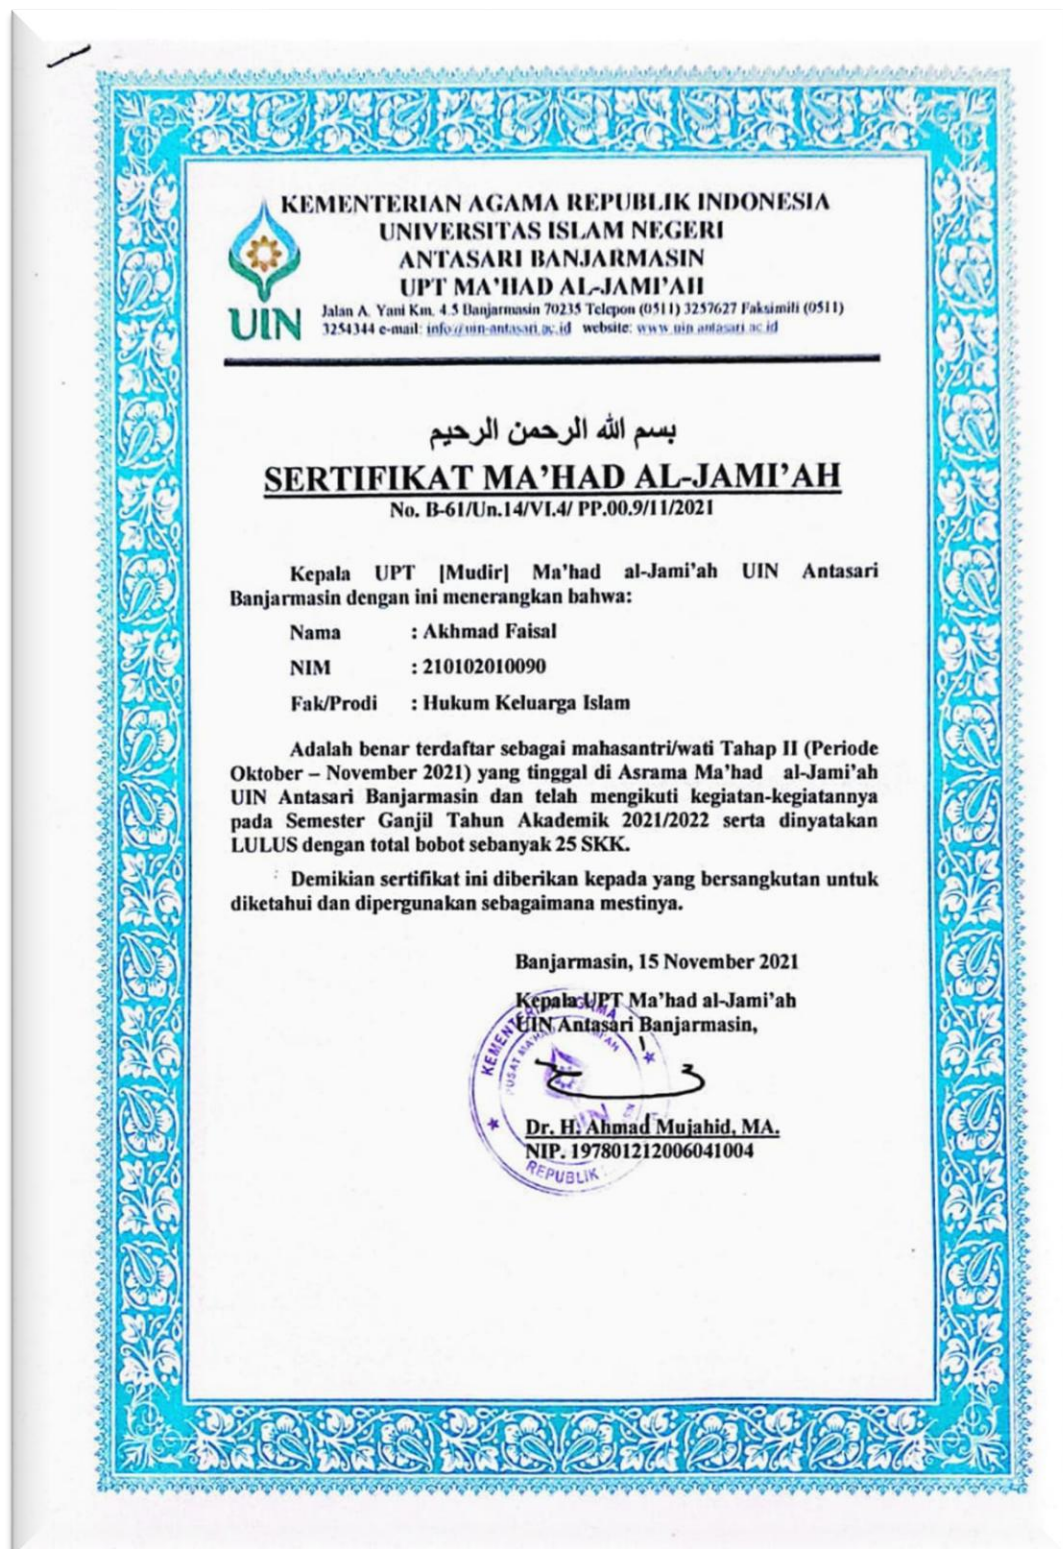 KEMENTERIAN AGAMA REPUBLIK INDONESIA
UNIVERSITAS ISLAM NEGERI
ANTASARI BANJARMASIN
UPT MA'HAD AL-JAMI'AH
UIN
Jalan A. Yani Km. 4.5 Banjarmasin 70235 Telepon (0511) 3257627 Faksimili (0511)
3254344 e-mail: info@uin-antasari.ac.id website: www.uin-antasari.ac.id
بسم الله الرحمن الرحيم
SERTIFIKAT MA'HAD AL-JAMI'AH
No. B-61/Un.14/VI.4/ PP.00.9/11/2021
Kepala UPT [Mudir] Ma'had al-Jami'ah UIN Antasari
Banjarmasin dengan ini menerangkan bahwa:
Nama : Akhmad Faisal
NIM : 210102010090
Fak/Prodi : Hukum Keluarga Islam
Adalah benar terdaftar sebagai mahasantri/wati Tahap II (Periode
Oktober – November 2021) yang tinggal di Asrama Ma'had al-Jami'ah
UIN Antasari Banjarmasin dan telah mengikuti kegiatan-kegiatannya
pada Semester Ganjil Tahun Akademik 2021/2022 serta dinyatakan
LULUS dengan total bobot sebanyak 25 SKK.
Demikian sertifikat ini diberikan kepada yang bersangkutan untuk
diketahui dan dipergunakan sebagaimana mestinya.
Banjarmasin, 15 November 2021
Kepala UPT Ma'had al-Jami'ah
UIN Antasari Banjarmasin,
KEMENTERIAN AGAMA
PUSAT MA'HAD
REPUBLIK
Dr. H. Ahmad Mujahid, MA.
NIP. 197801212006041004